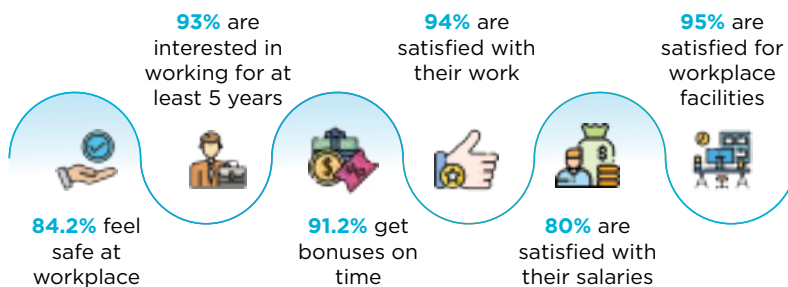 84.2% feel
safe at
workplace
93% are
interested in
working for at
least 5 years
91.2% get
bonuses on
time
94% are
satisfied with
their work
80% are
satisfied with
their salaries
95% are
satisfied for
workplace
facilities